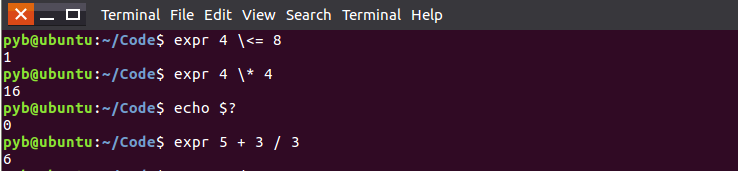 Terminal File Edit View Search Terminal Help
pyb@ubuntu:~/Code$ expr 4 \<= 8
1
pyb@ubuntu:~/Code$ expr 4 \* 4
16
pyb@ubuntu:~/Code$ echo $?
0
pyb@ubuntu:~/Code$ expr 5 + 3 / 3
6